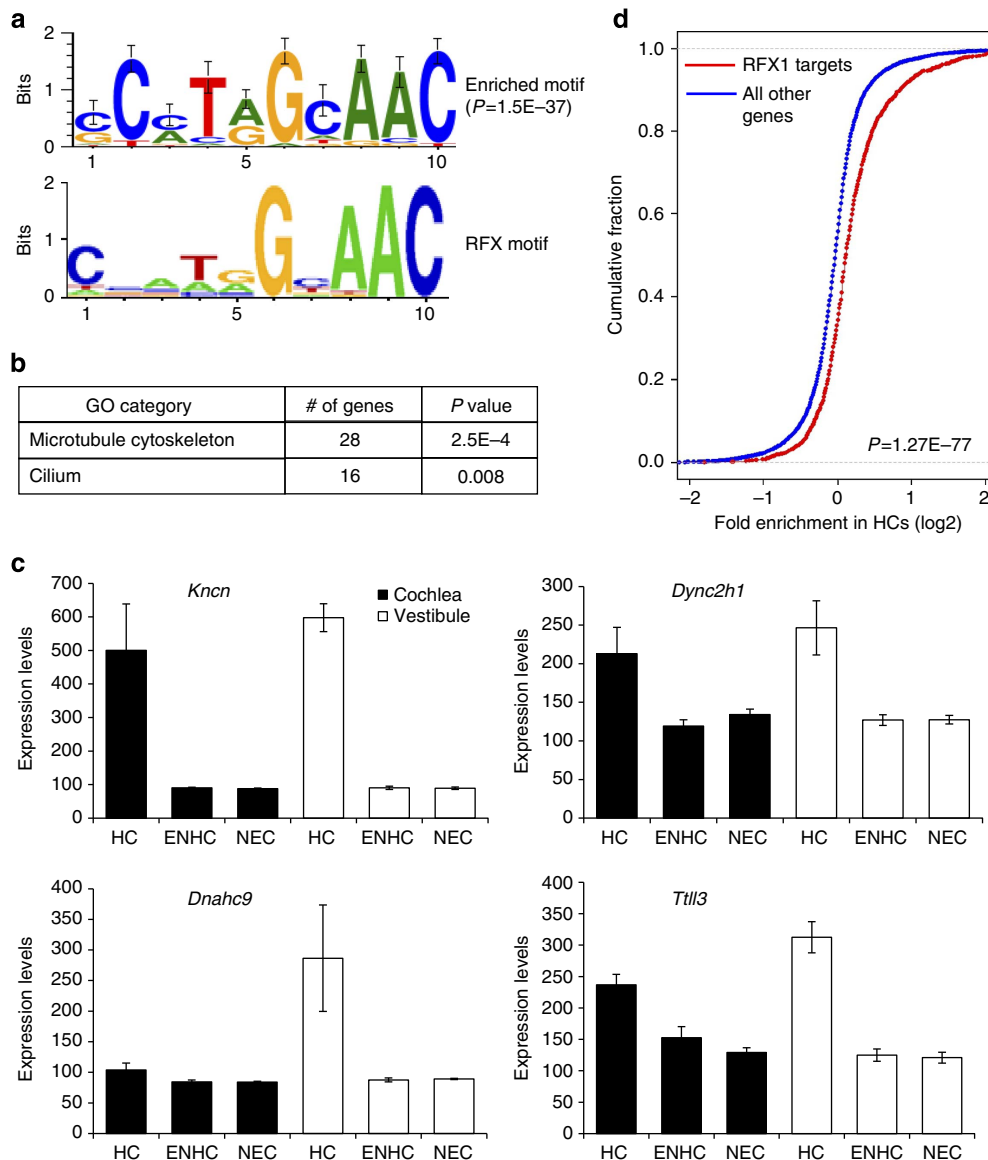 a
2
Bits
1
0
1
5
10
Enriched motif
(P=1.5E–37)
2
Bits
1
0
1
5
10
RFX motif
b
GO category # of genes P value
Microtubule cytoskeleton 28 2.5E–4
Cilium 16 0.008
d
1.0
0.8
0.6
0.4
0.2
0.0
Cumulative fraction
RFX1 targets
All other
genes
P=1.27E–77
–2 –1 0 1 2
Fold enrichment in HCs (log2)
c
Kncn
Cochlea
Vestibule
Expression levels
700
600
500
400
300
200
100
0
HC ENHC NEC HC ENHC NEC
Dync2h1
Expression levels
300
250
200
150
100
50
0
HC ENHC NEC HC ENHC NEC
Dnahc9
Expression levels
400
350
300
250
200
150
100
50
0
HC ENHC NEC HC ENHC NEC
Ttll3
Expression levels
400
350
300
250
200
150
100
50
0
HC ENHC NEC HC ENHC NEC